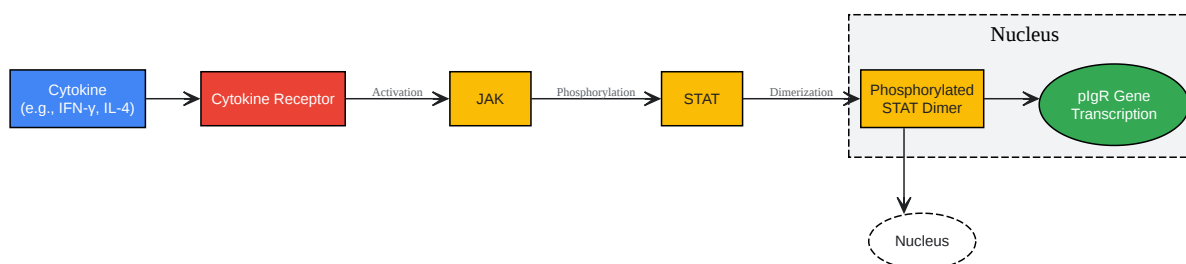 Nucleus
Cytokine
(e.g., IFN-γ, IL-4)
Cytokine Receptor
Activation
JAK
Phosphorylation
STAT
Dimerization
Phosphorylated
STAT Dimer
pIgR Gene
Transcription
Nucleus